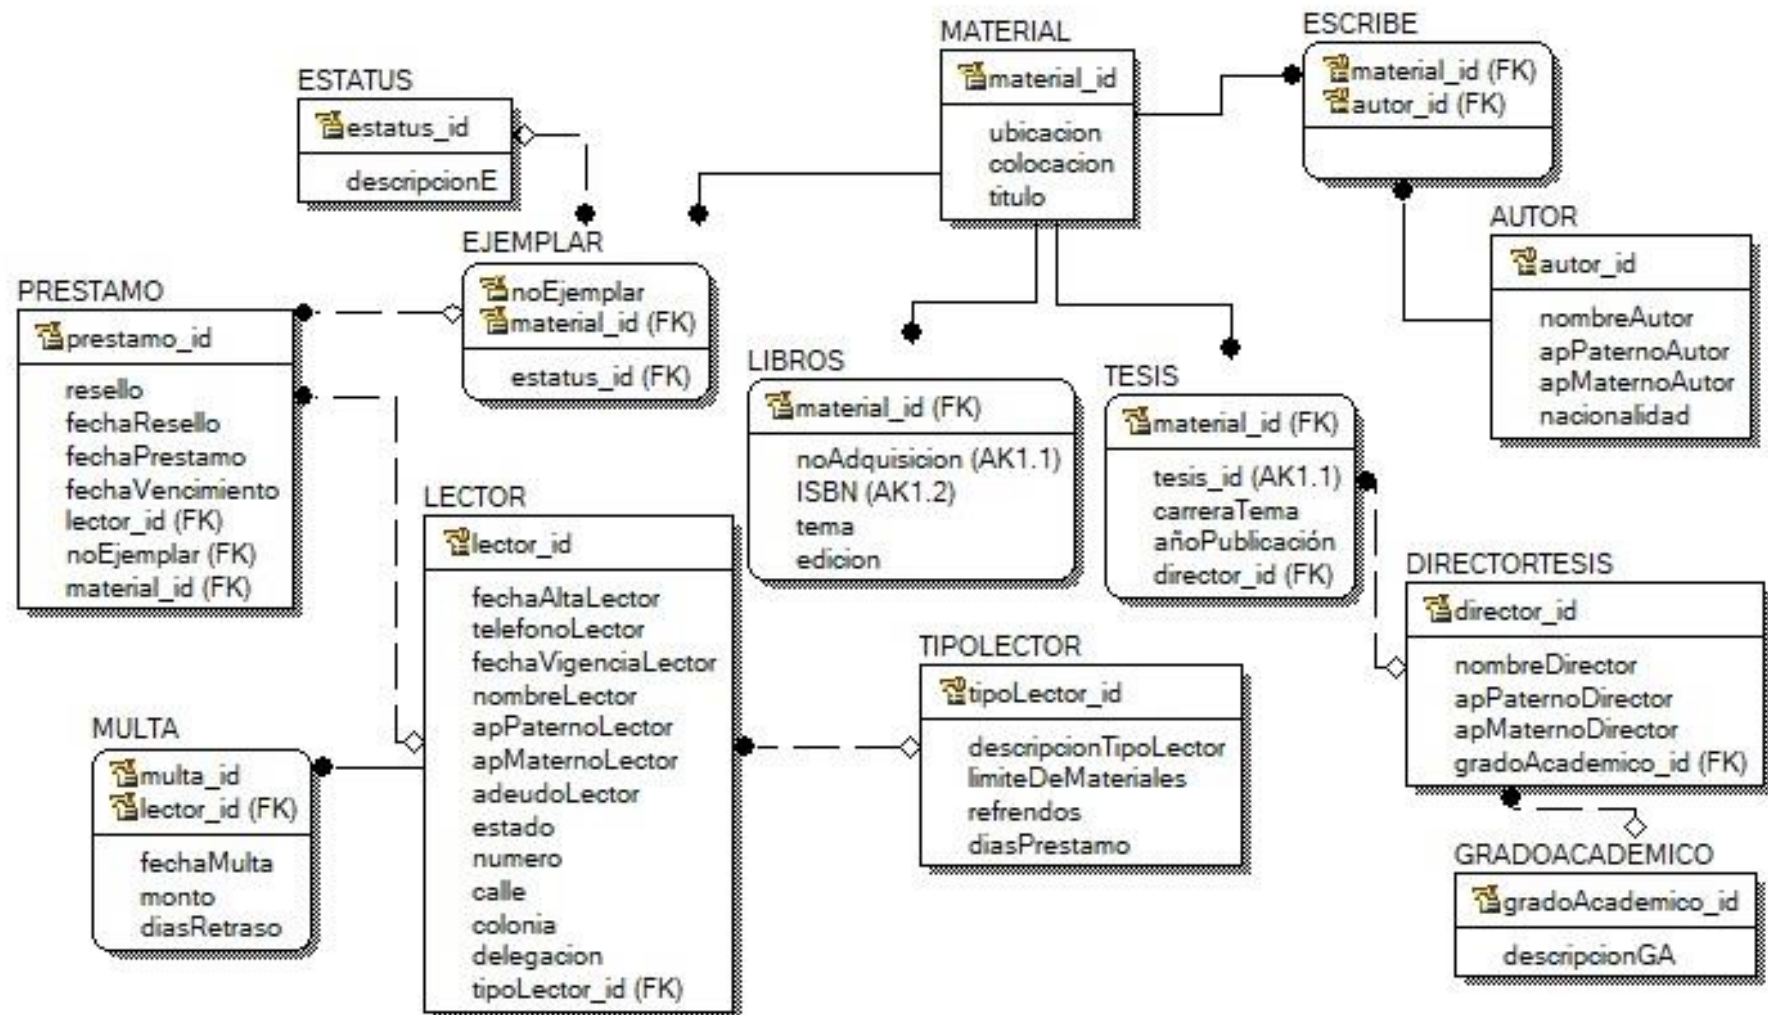 MATERIAL
material_id
ubicacion
colocacion
titulo
ESCRIBE
material_id (FK)
autor_id (FK)
ESTATUS
estatus_id
descripcionE
AUTOR
autor_id
nombreAutor
apPaternoAutor
apMaternoAutor
nacionalidad
EJEMPLAR
noEjemplar
material_id (FK)
estatus_id (FK)
PRESTAMO
prestamo_id
resello
fechaResello
fechaPrestamo
fechaVencimiento
lector_id (FK)
noEjemplar (FK)
material_id (FK)
LIBROS
material_id (FK)
noAdquisicion (AK1.1)
ISBN (AK1.2)
tema
edicion
TESIS
material_id (FK)
tesis_id (AK1.1)
carreraTema
añoPublicación
director_id (FK)
LECTOR
lector_id
fechaAltaLector
telefonoLector
fechaVigenciaLector
nombreLector
apPaternoLector
apMaternoLector
adeudoLector
estado
numero
calle
colonia
delegacion
tipoLector_id (FK)
DIRECTORTESIS
director_id
nombreDirector
apPaternoDirector
apMaternoDirector
gradoAcademico_id (FK)
TIPOLECTOR
tipoLector_id
descripcionTipoLector
limiteDeMateriales
refrendos
diasPrestamo
MULTA
multa_id
lector_id (FK)
fechaMulta
monto
diasRetraso
GRADOACADEMICO
gradoAcademico_id
descripcionGA